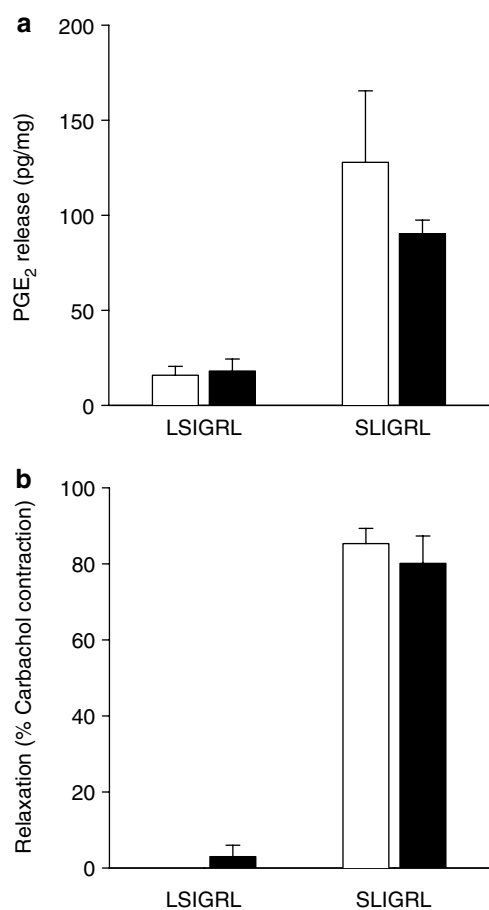 a
200
150
100
50
0
PGE₂ release (pg/mg)
LSIGRL SLIGRL
b
100
80
60
40
20
0
Relaxation (% Carbachol contraction)
LSIGRL SLIGRL